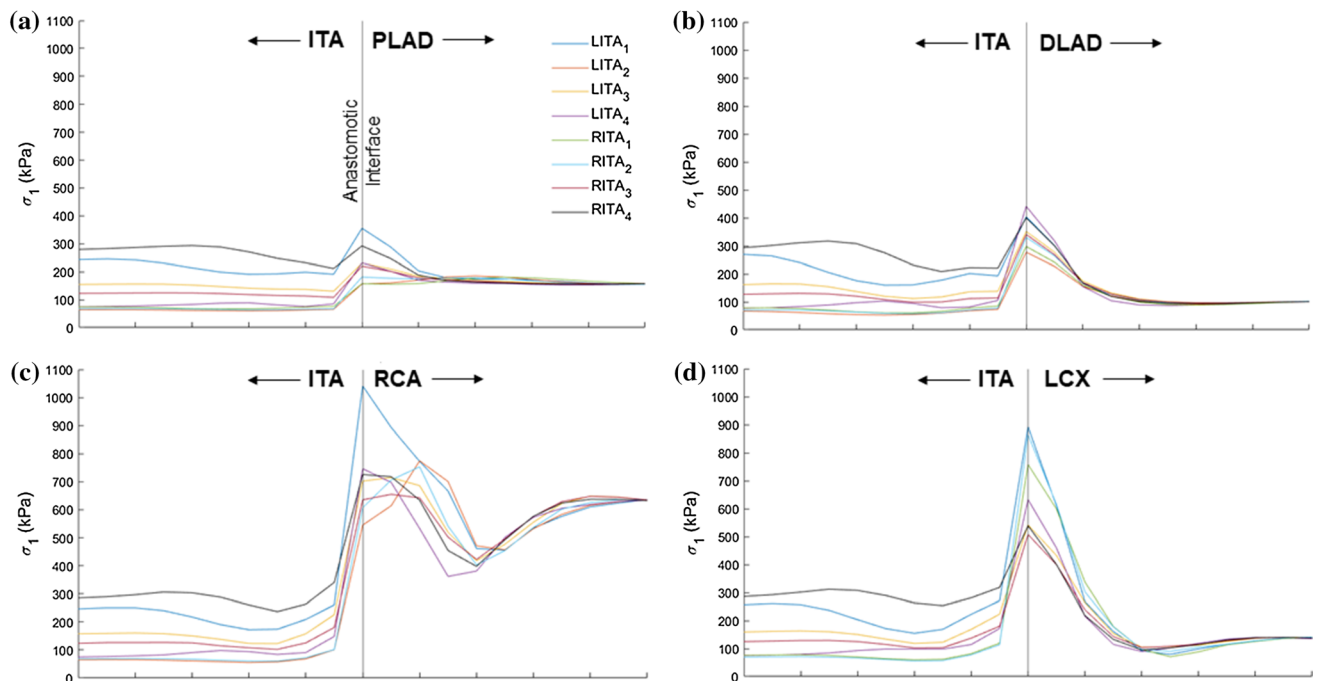 (a)
ITA PLAD
1100
1000
900
800
700
600
500
400
300
200
100
0
σ1 (kPa)
Anastomotic
Interface
LITA1
LITA2
LITA3
LITA4
RITA1
RITA2
RITA3
RITA4
(b)
ITA DLAD
1100
1000
900
800
700
600
500
400
300
200
100
0
σ1 (kPa)
(c)
ITA RCA
1100
1000
900
800
700
600
500
400
300
200
100
0
σ1 (kPa)
(d)
ITA LCX
1100
1000
900
800
700
600
500
400
300
200
100
0
σ1 (kPa)